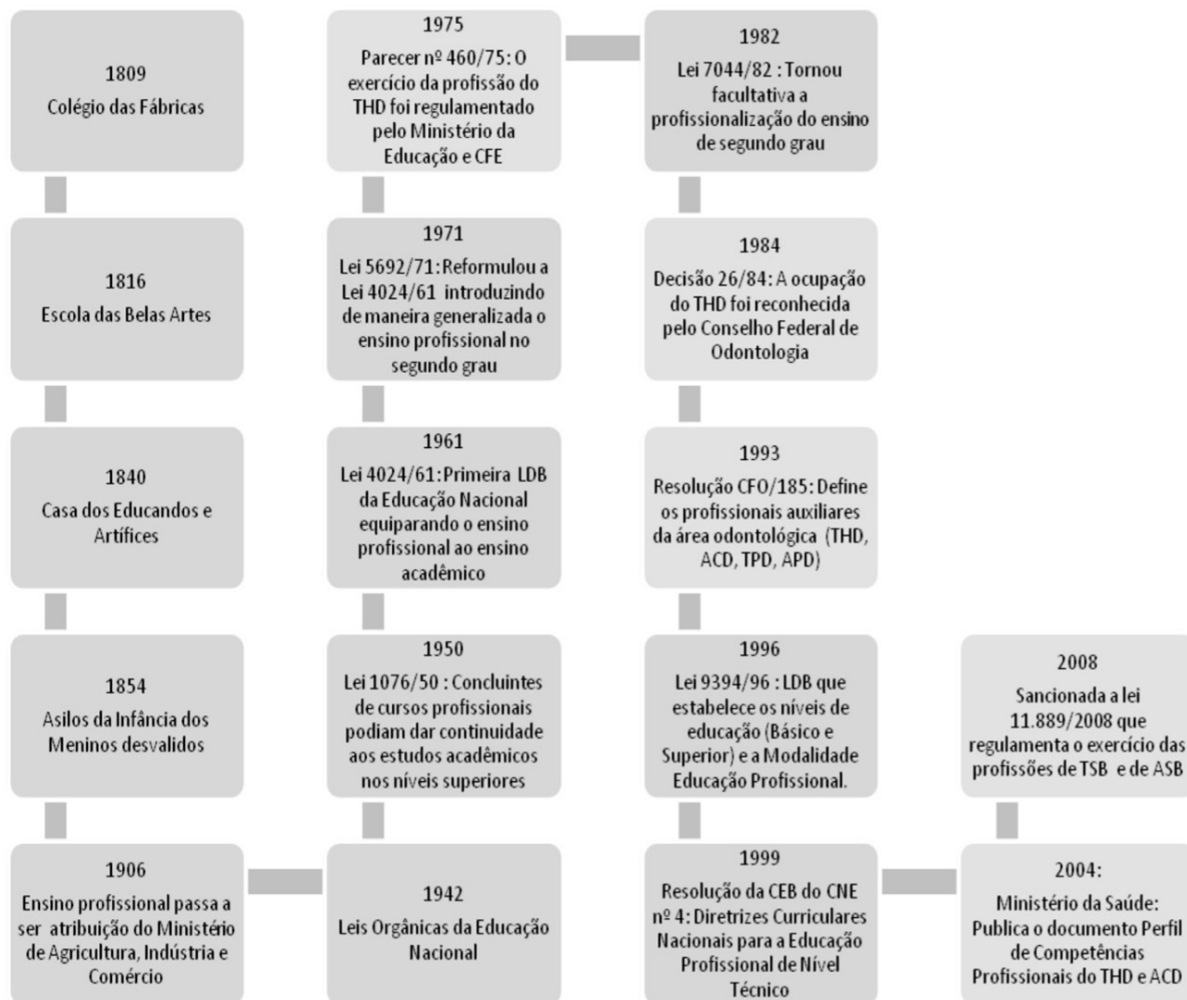 1809
Colégio das Fábricas
1816
Escola das Belas Artes
1840
Casa dos Educandos e
Artífices
1854
Asilos da Infância dos
Meninos desvalidos
1906
Ensino profissional passa a
ser atribuição do Ministério
de Agricultura, Indústria e
Comércio
1942
Leis Orgânicas da Educação
Nacional
1950
Lei 1076/50 : Concluintes
de cursos profissionais
podiam dar continuidade
aos estudos acadêmicos
nos níveis superiores
1961
Lei 4024/61: Primeira LDB
da Educação Nacional
equiparando o ensino
profissional ao ensino
acadêmico
1971
Lei 5692/71: Reformulou a
Lei 4024/61 introduzindo
de maneira generalizada o
ensino profissional no
segundo grau
1975
Parecer nº 460/75: O
exercício da profissão do
THD foi regulamentado
pelo Ministério da
Educação e CFE
1982
Lei 7044/82 : Tornou
facultativa a
profissionalização do ensino
de segundo grau
1984
Decisão 26/84: A ocupação
do THD foi reconhecida
pelo Conselho Federal de
Odontologia
1993
Resolução CFO/185: Define
os profissionais auxiliares
da área odontológica (THD,
ACD, TPD, APD)
1996
Lei 9394/96 : LDB que
estabelece os níveis de
educação (Básico e
Superior) e a Modalidade
Educação Profissional.
1999
Resolução da CEB do CNE
nº 4: Diretrizes Curriculares
Nacionais para a Educação
Profissional de Nível
Técnico
2004:
Ministério da Saúde:
Publica o documento Perfil
de Competências
Profissionais do THD e ACD
2008
Sancionada a lei
11.889/2008 que
regulamenta o exercício das
profissões de TSB e de ASB